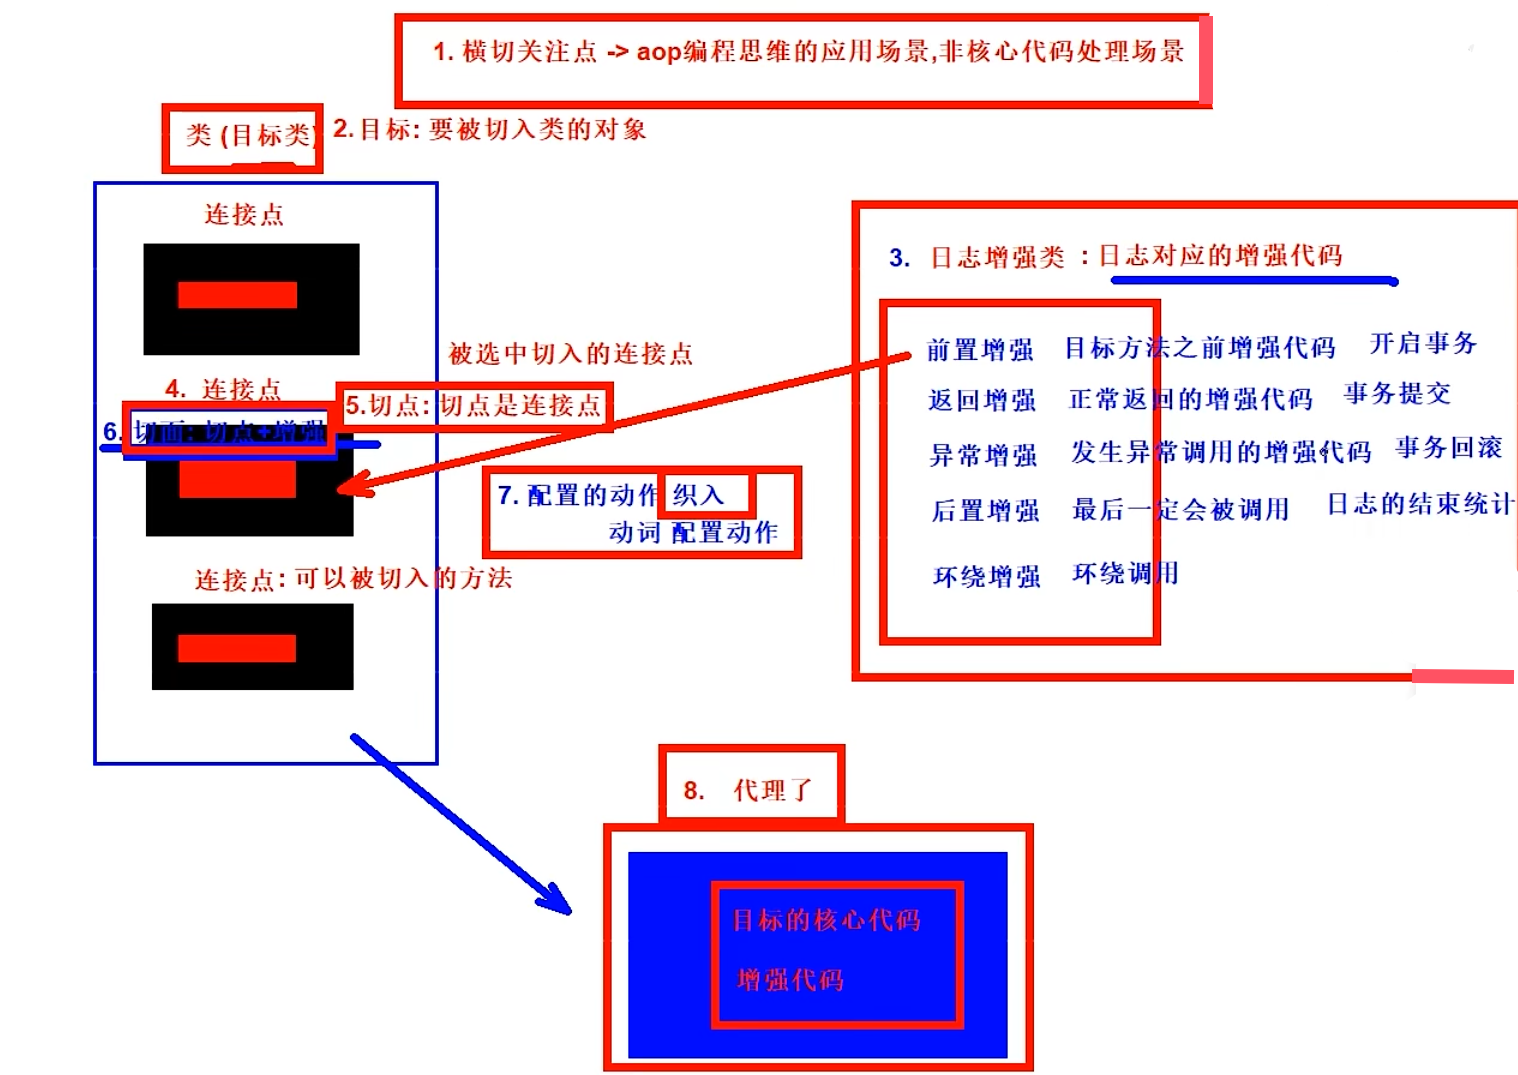 1. 横切关注点 -> aop编程思维的应用场景,非核心代码处理场景
类 (目标类)
2.目标: 要被切入类的对象
连接点
3. 日志增强类 : 日志对应的增强代码
前置增强 目标方法之前增强代码 开启事务
返回增强 正常返回的增强代码 事务提交
异常增强 发生异常调用的增强代码 事务回滚
后置增强 最后一定会被调用 日志的结束统计
环绕增强 环绕调用
被选中切入的连接点
4. 连接点
5.切点: 切点是连接点
6. 切面: 切点+增强
7. 配置的动作 织入
动词 配置动作
连接点: 可以被切入的方法
8. 代理了
目标的核心代码
增强代码